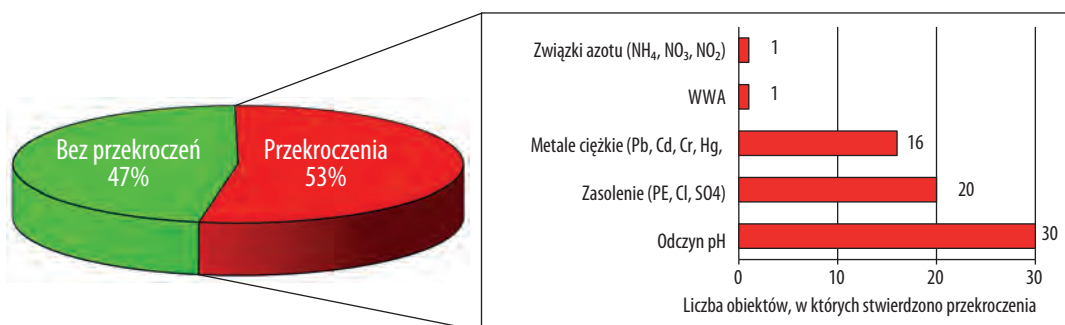 Bez przekroczeń
47%
Przekroczenia
53%
Związki azotu (NH₄, NO₃, NO₂)
1
WWA
1
Metale ciężkie (Pb, Cd, Cr, Hg,
16
Zasolenie (PE, Cl, SO4)
20
Odczyn pH
30
0 10 20 30
Liczba obiektów, w których stwierdzono przekroczenia